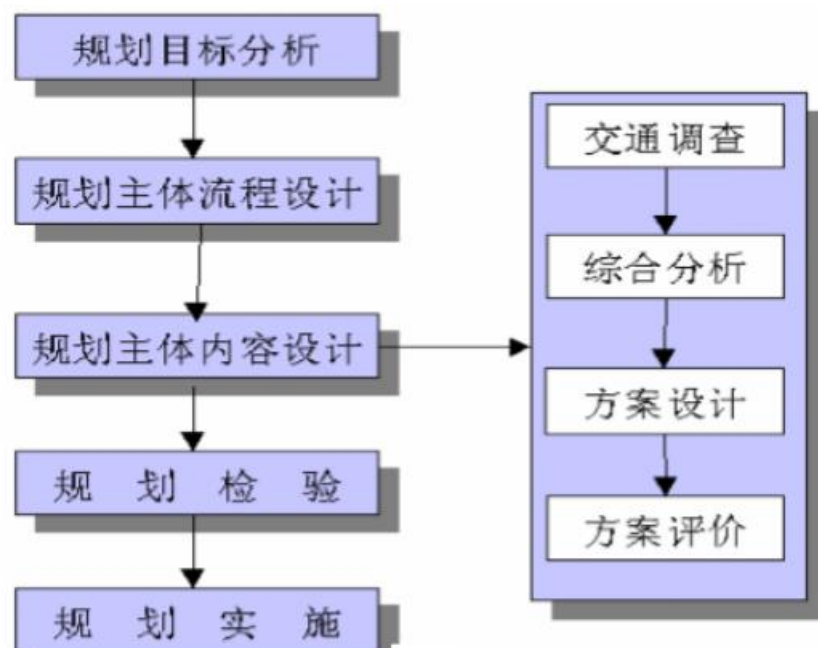 规划目标分析
规划主体流程设计
规划主体内容设计
规划检验
规划实施
交通调查
综合分析
方案设计
方案评价